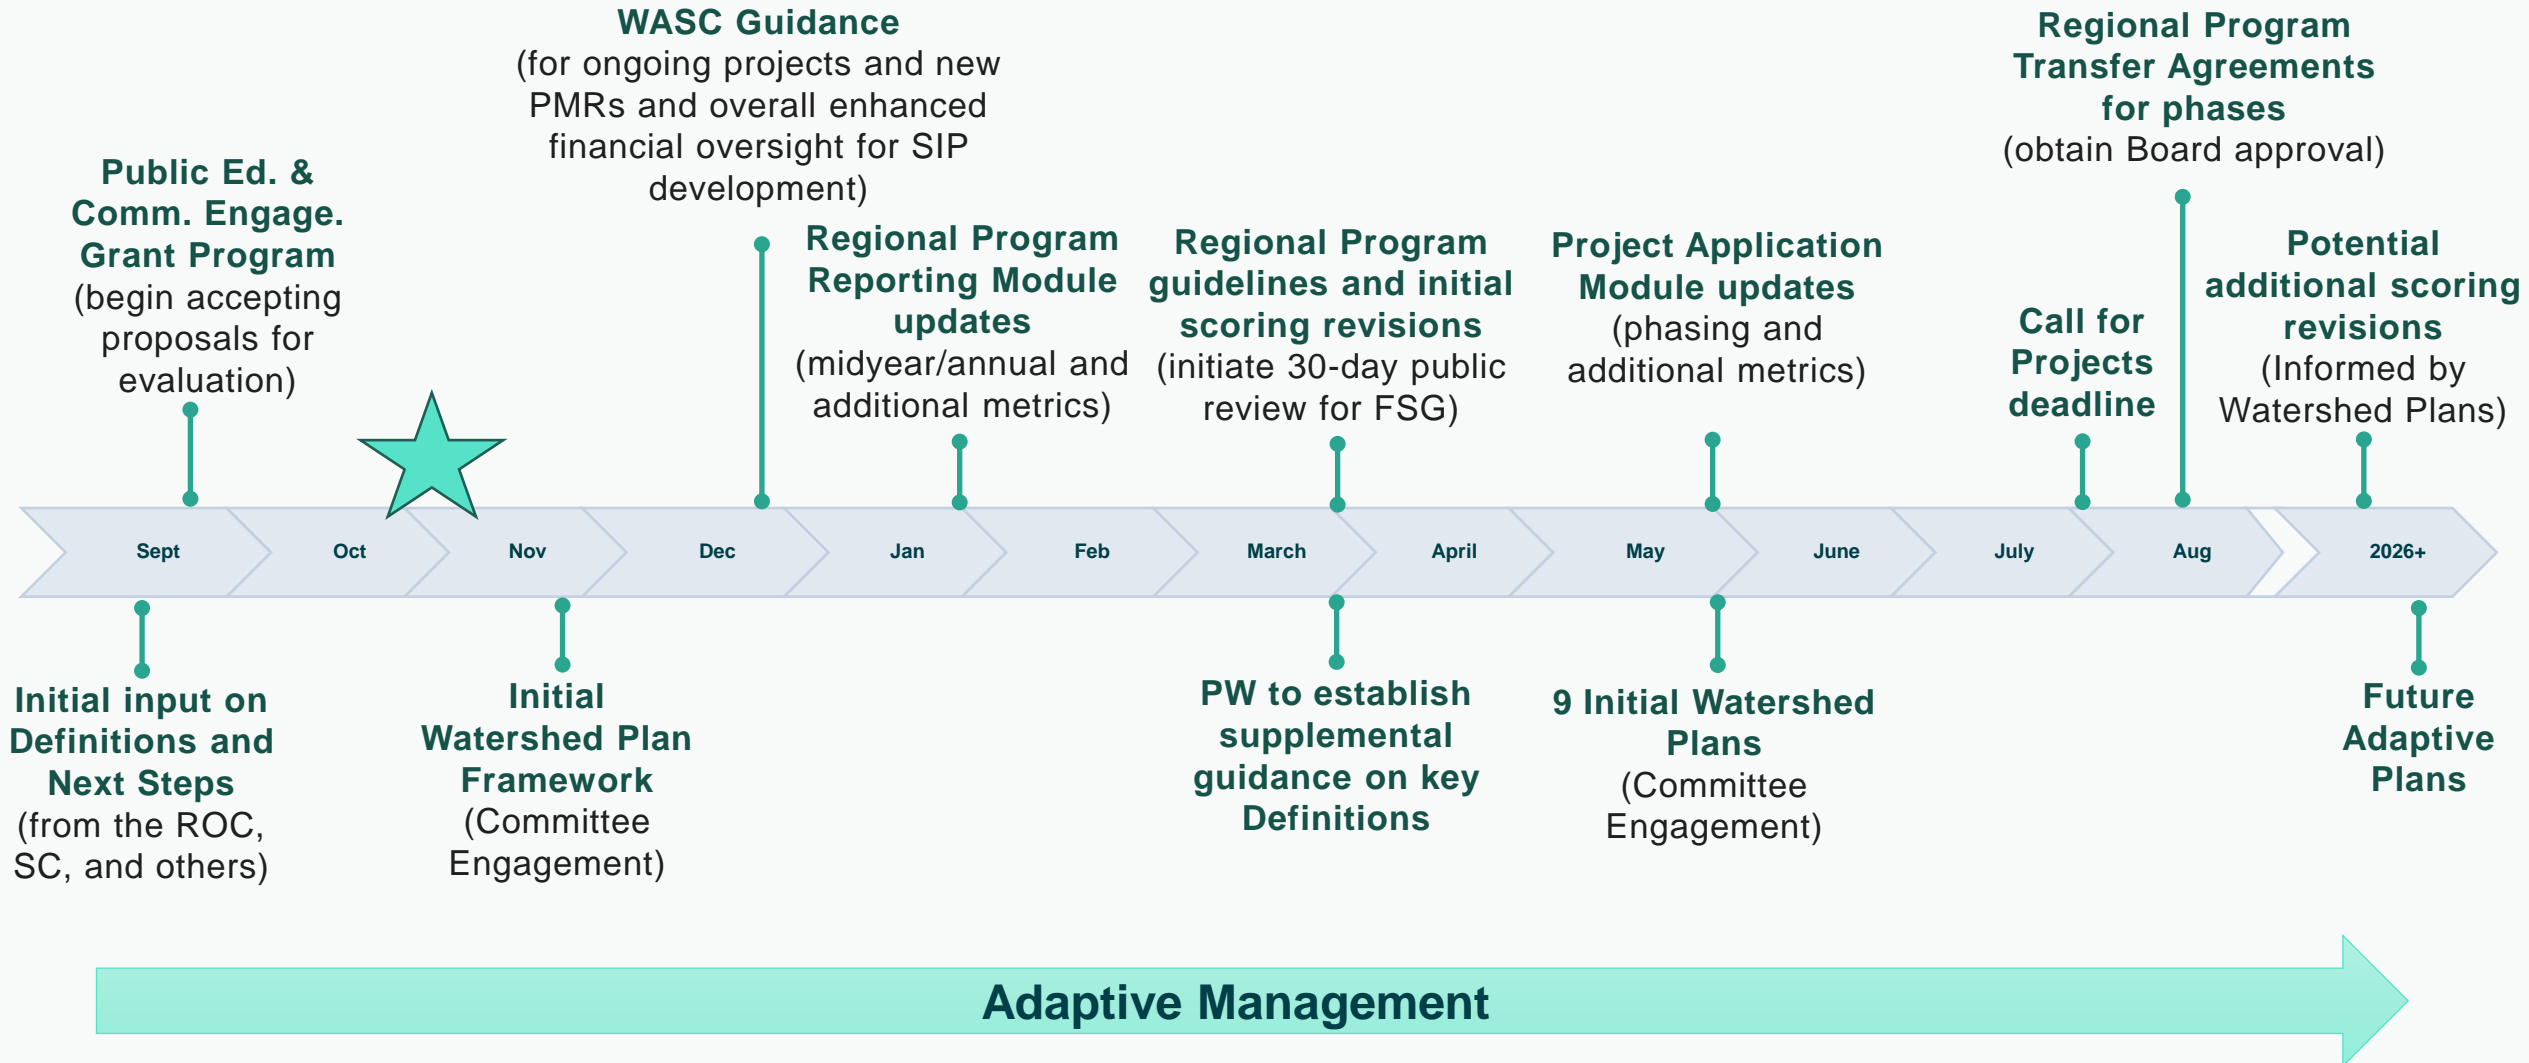 WASC Guidance
(for ongoing projects and new
PMRs and overall enhanced
financial oversight for SIP
development)
Regional Program
Transfer Agreements
for phases
(obtain Board approval)
Public Ed. &
Comm. Engage.
Grant Program
(begin accepting
proposals for
evaluation)
Regional Program
Reporting Module
updates
(midyear/annual and
additional metrics)
Regional Program
guidelines and initial
scoring revisions
(initiate 30-day public
review for FSG)
Project Application
Module updates
(phasing and
additional metrics)
Call for
Projects
deadline
Potential
additional scoring
revisions
(Informed by
Watershed Plans)
Sept
Oct
Nov
Dec
Jan
Feb
March
April
May
June
July
Aug
2026+
Initial input on
Definitions and
Next Steps
(from the ROC,
SC, and others)
Initial
Watershed Plan
Framework
(Committee
Engagement)
PW to establish
supplemental
guidance on key
Definitions
9 Initial Watershed
Plans
(Committee
Engagement)
Future
Adaptive
Plans
Adaptive Management